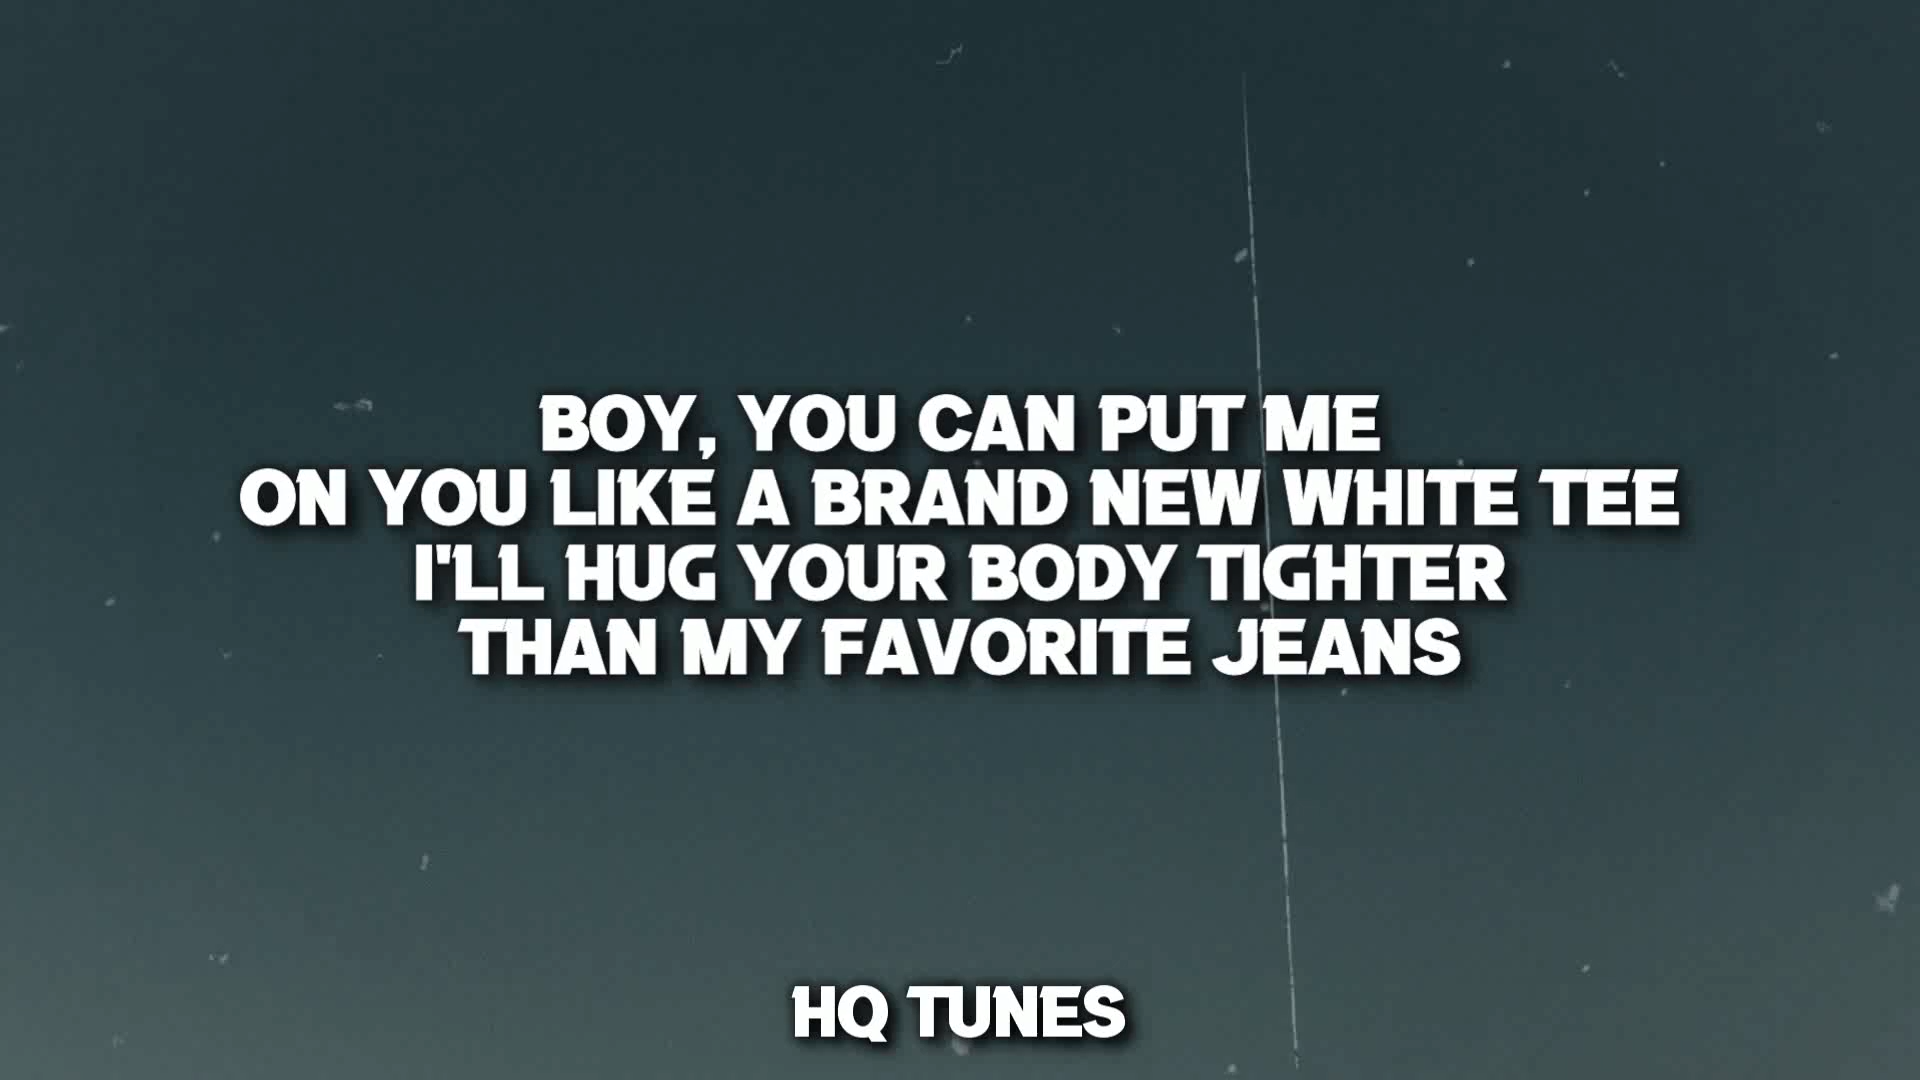 BOY, YOU CAN PUT ME
ON YOU LIKE A BRAND NEW WHITE TEE
I'LL HUG YOUR BODY TIGHTER
THAN MY FAVORITE JEANS
HQ TUNES